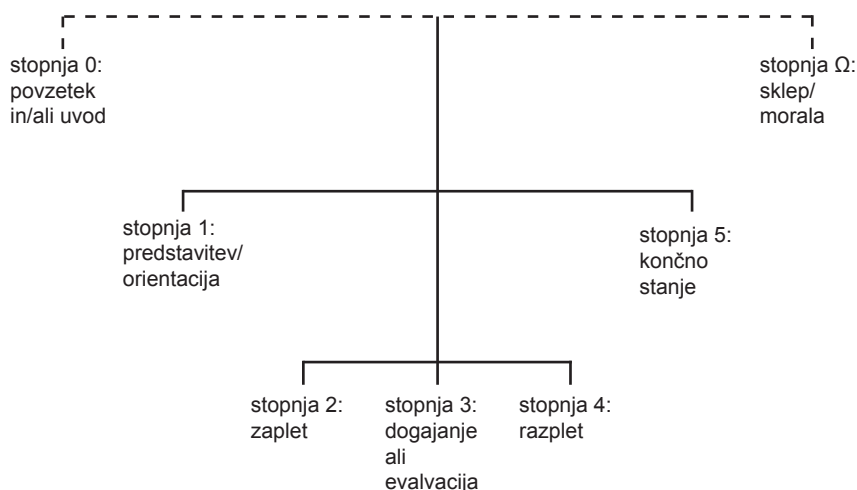 stopnja 0:
povzetek
in/ali uvod
stopnja Ω:
sklep/
morala
stopnja 1:
predstavitev/
orientacija
stopnja 5:
končno
stanje
stopnja 2:
zaplet
stopnja 3:
dogajanje
ali
evalvacija
stopnja 4:
razplet